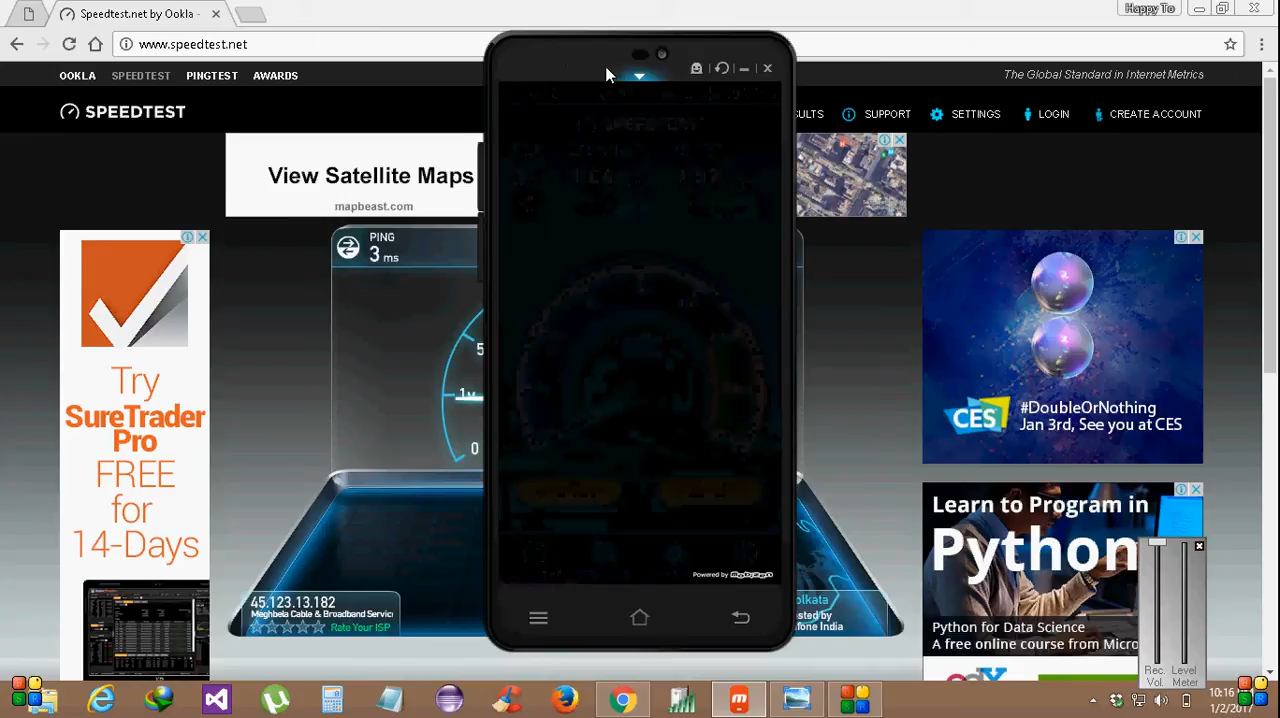 Speedtest.net by Ookla -
Happy To
www.speedtest.net
OOKLA
SPEEDTEST
PINGTEST
AWARDS
The Global Standard in Internet Metrics
SPEEDTEST
SUPPORT
SETTINGS
LOGIN
CREATE ACCOUNT
View Satellite Maps
mapbeast.com
PING
3 ms
5
0
Try
SureTrader
Pro
FREE
for
14-Days
CES
#DoubleOrNothing
Jan 3rd, See you at CES
Learn to Program in
Python
Python for Data Science
A free online course from Micro
45.123.13.182
Meghbela Cable & Broadband Servic
Rate Your ISP
Powered by Mobizen
Rec. Level
Vol. Meter
10:16
1/2/2017